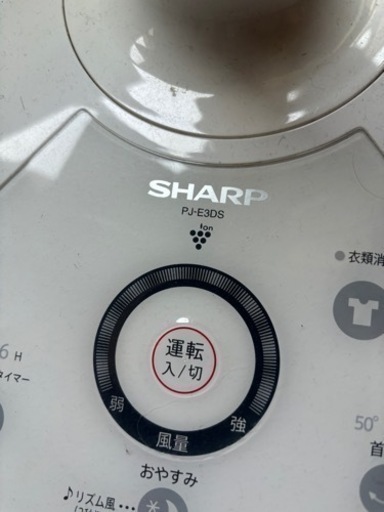 SHARP
PJ-E3DS
Ion
● 衣類消
6 H
タイマー
運転
入/切
弱
強
風量
50°
首
おやすみ
♪リズム風•••